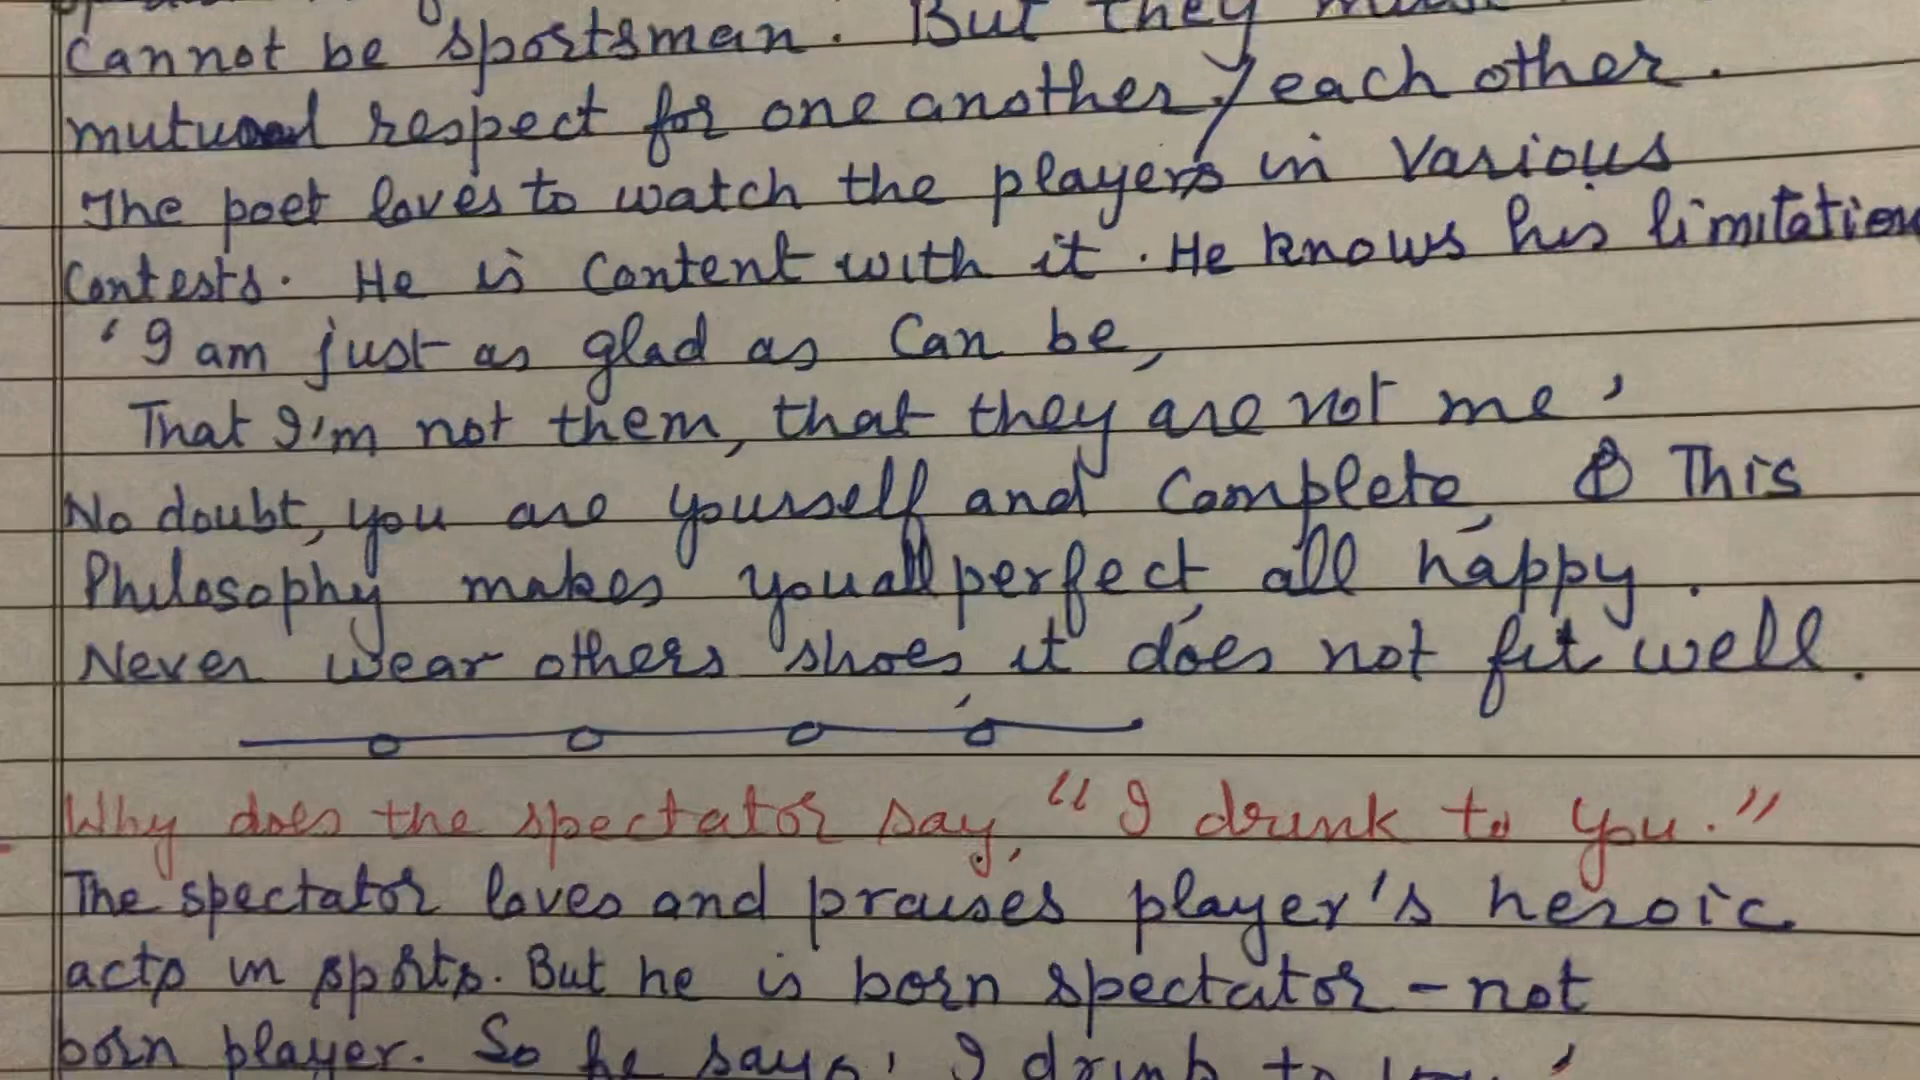 cannot be sportsman. But they must
mutual respect for one another / each other.
The poet loves to watch the players in various
contests. He is content with it. He knows his limitation
'I am just as glad as can be,
That I'm not them, that they are not me'
No doubt, you are yourself and complete, This
Philosophy makes you all perfect, all happy.
Never wear others shoes, it does not fit well.
Why does the spectator say, "I drink to you."
The spectator loves and praises player's heroic
acts in sports. But he is born spectator - not
born player. So he says, 'I drink to you'